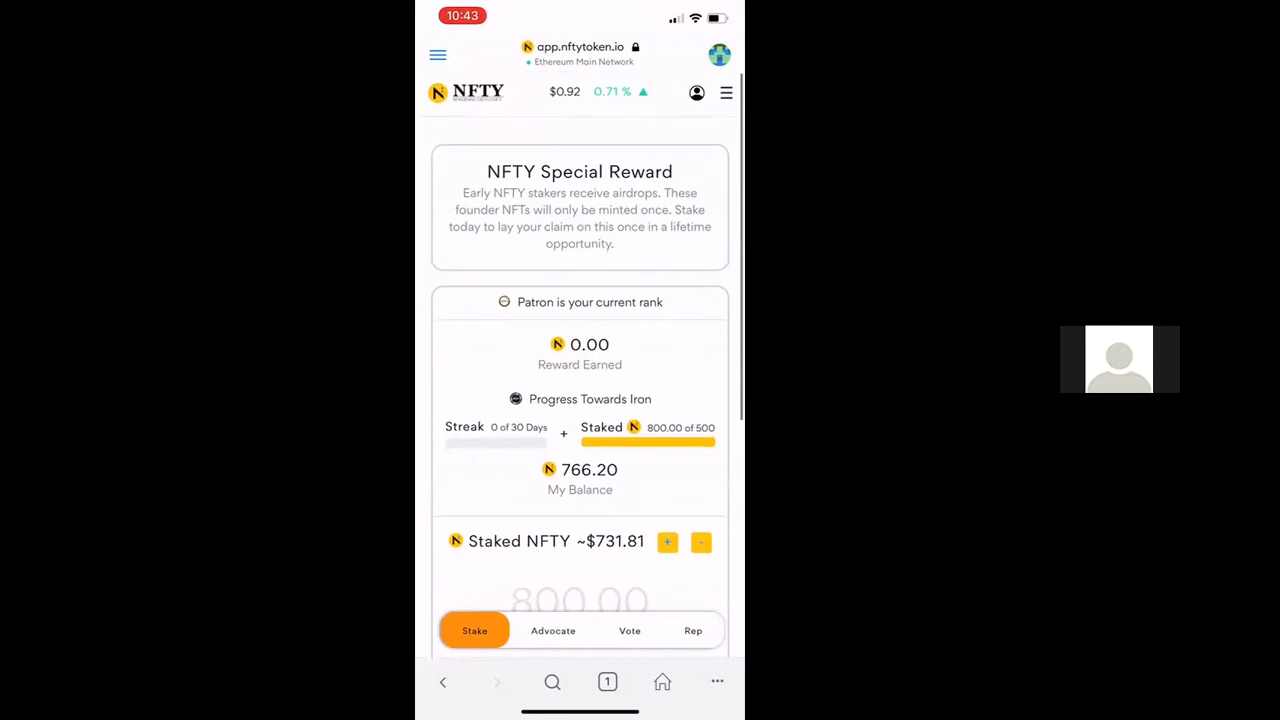 10:43
app.nftytoken.io
Ethereum Main Network
NFTY
REWARDING EXCELLENCE
$0.92 0.71 %
NFTY Special Reward
Early NFTY stakers receive airdrops. These
founder NFTs will only be minted once. Stake
today to lay your claim on this once in a lifetime
opportunity.
Patron is your current rank
0.00
Reward Earned
Progress Towards Iron
Streak 0 of 30 Days + Staked 800.00 of 500
766.20
My Balance
Staked NFTY ~$731.81 + -
800.00
Stake Advocate Vote Rep
1